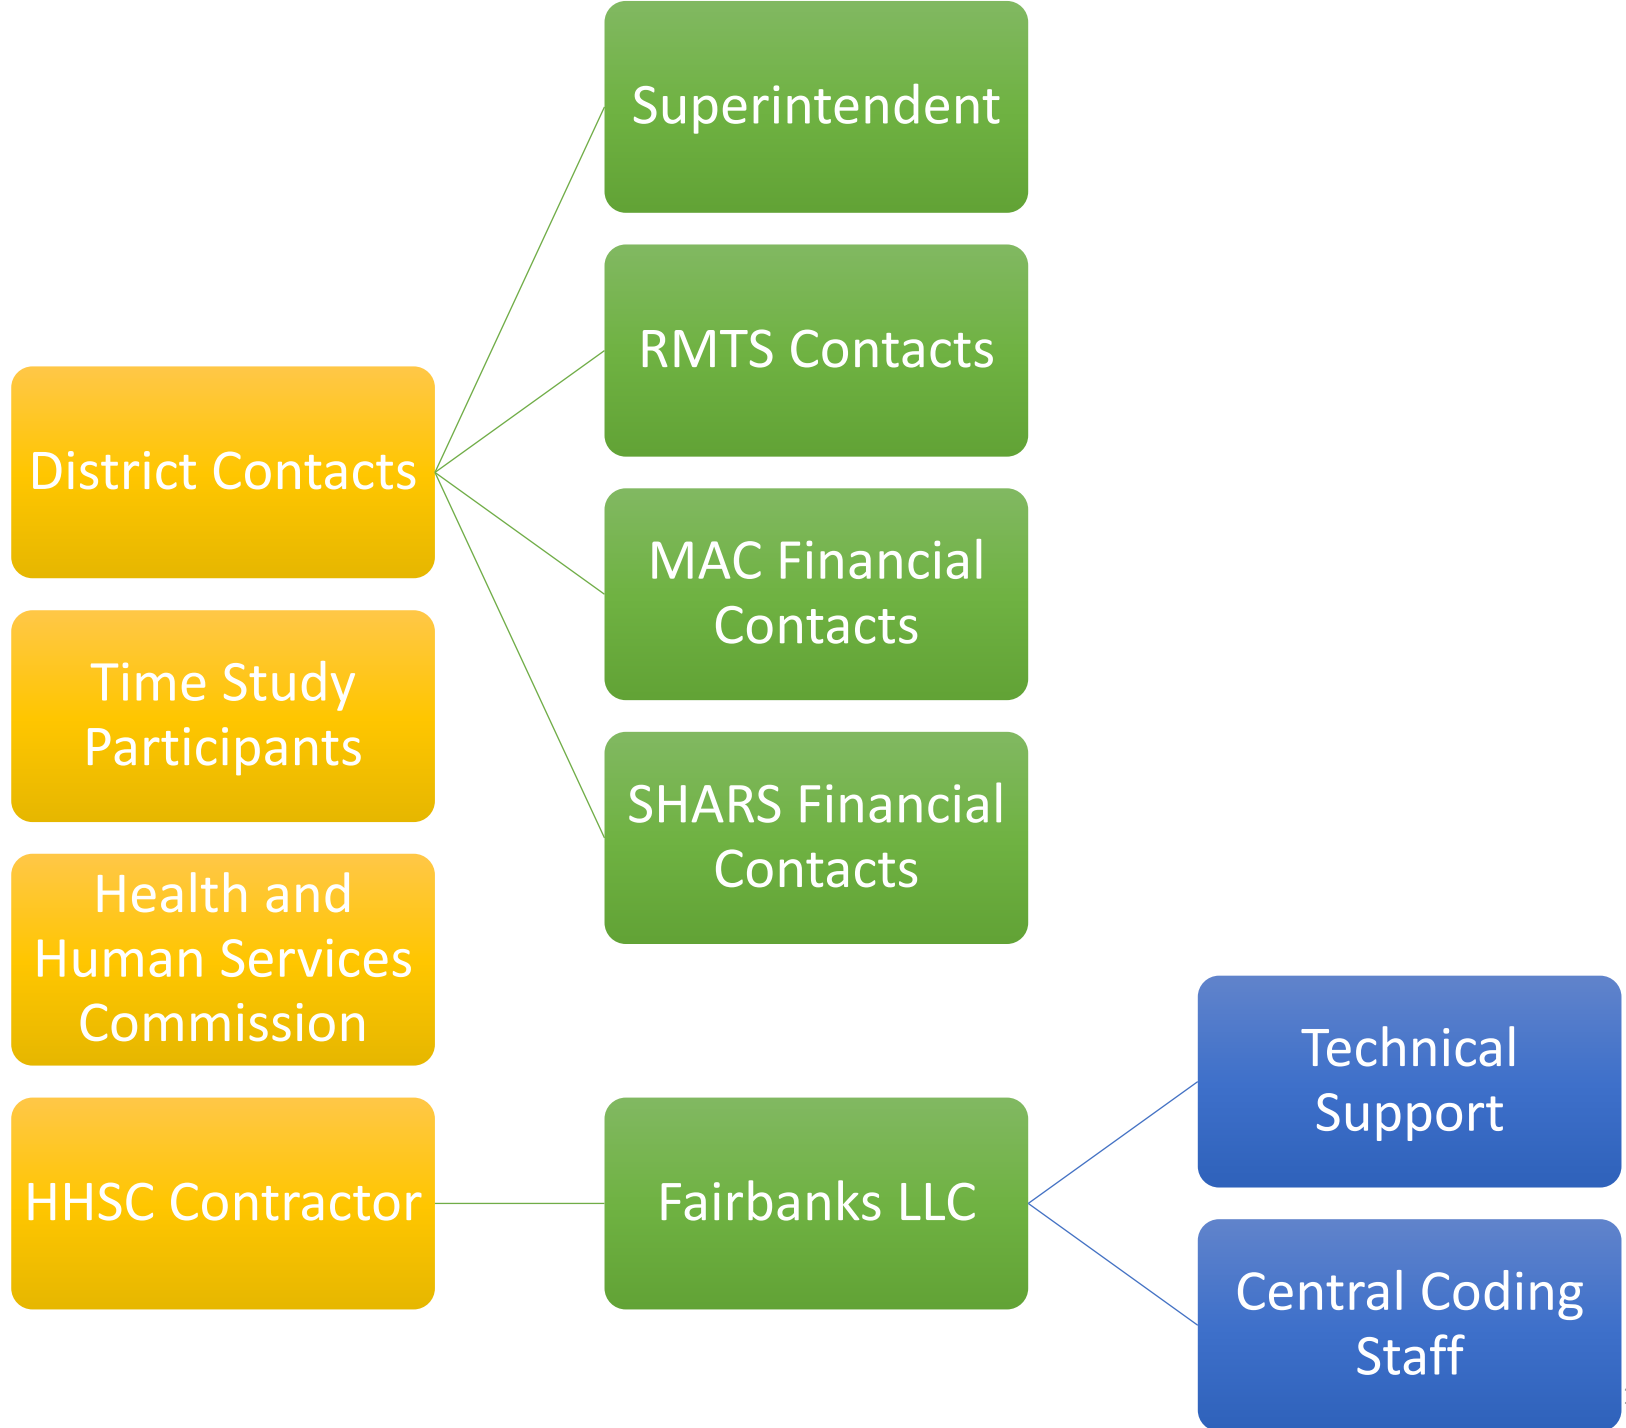 Superintendent
RMTS Contacts
District Contacts
MAC Financial
Contacts
Time Study
Participants
SHARS Financial
Contacts
Health and
Human Services
Commission
Technical
Support
HHSC Contractor
Fairbanks LLC
Central Coding
Staff